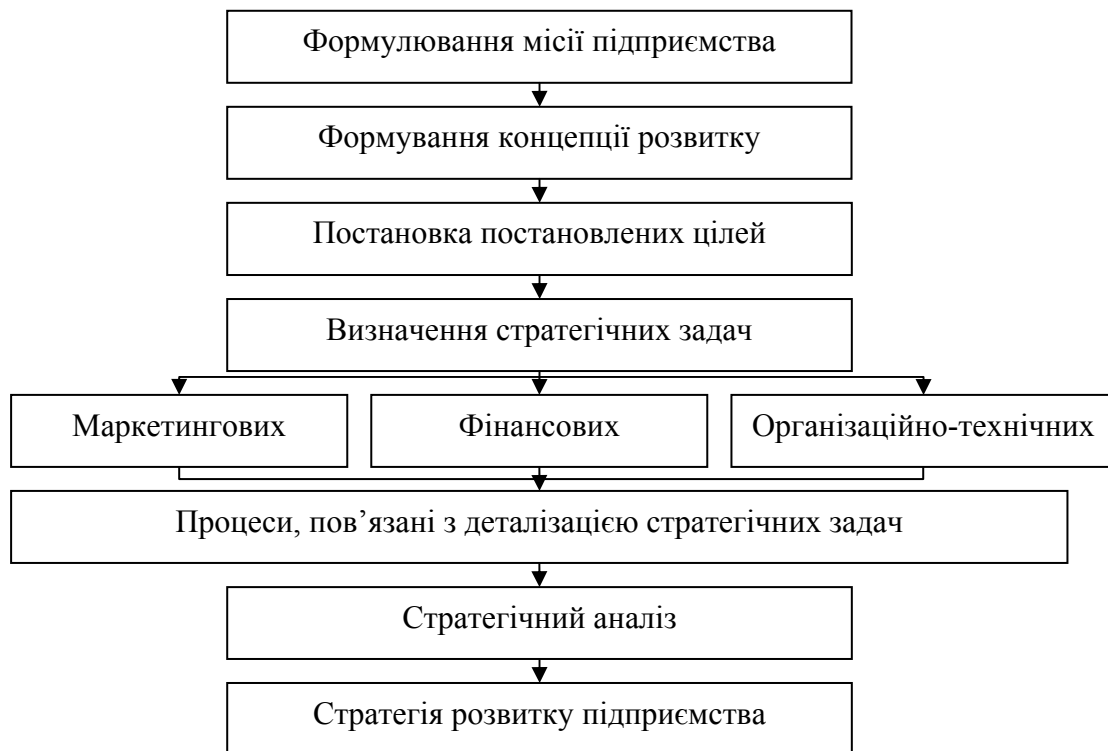 Формулювання місії підприємства
Формування концепції розвитку
Постановка постановлених цілей
Визначення стратегічних задач
Маркетингових
Фінансових
Організаційно-технічних
Процеси, пов’язані з деталізацією стратегічних задач
Стратегічний аналіз
Стратегія розвитку підприємства